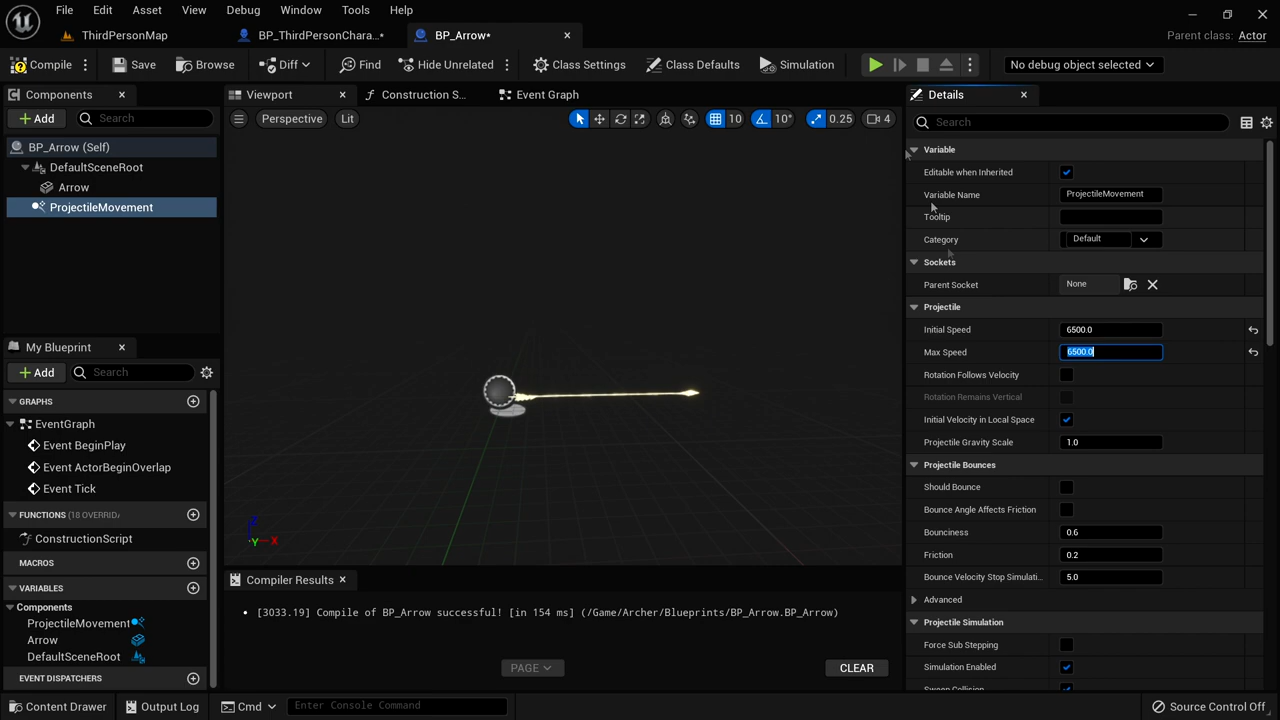 File Edit Asset View Debug Window Tools Help
ThirdPersonMap BP_ThirdPersonChara...* BP_Arrow* Parent class: Actor
Compile Save Browse Diff Find Hide Unrelated Class Settings Class Defaults Simulation No debug object selected
Components Viewport Construction S... Event Graph Details
Add Search Perspective Lit 10 10° 0.25 4 Search
BP_Arrow (Self)
DefaultSceneRoot
Arrow
ProjectileMovement
Variable
Editable when Inherited
Variable Name ProjectileMovement
Tooltip
Category Default
Sockets
Parent Socket None
Projectile
Initial Speed 6500.0
Max Speed 6500.0
Rotation Follows Velocity
Rotation Remains Vertical
Initial Velocity in Local Space
Projectile Gravity Scale 1.0
Projectile Bounces
Should Bounce
Bounce Angle Affects Friction
Bounciness 0.6
Friction 0.2
Bounce Velocity Stop Simulati... 5.0
Advanced
Projectile Simulation
Force Sub Stepping
Simulation Enabled
Sweep Collision
My Blueprint
Add Search
GRAPHS
EventGraph
Event BeginPlay
Event ActorBeginOverlap
Event Tick
FUNCTIONS (18 OVERRID
ConstructionScript
MACROS
VARIABLES
Components
ProjectileMovement
Arrow
DefaultSceneRoot
EVENT DISPATCHERS
Z
Y X
Compiler Results
[3033.19] Compile of BP_Arrow successful! [in 154 ms] (/Game/Archer/Blueprints/BP_Arrow.BP_Arrow)
PAGE CLEAR
Content Drawer Output Log Cmd Enter Console Command Source Control Off